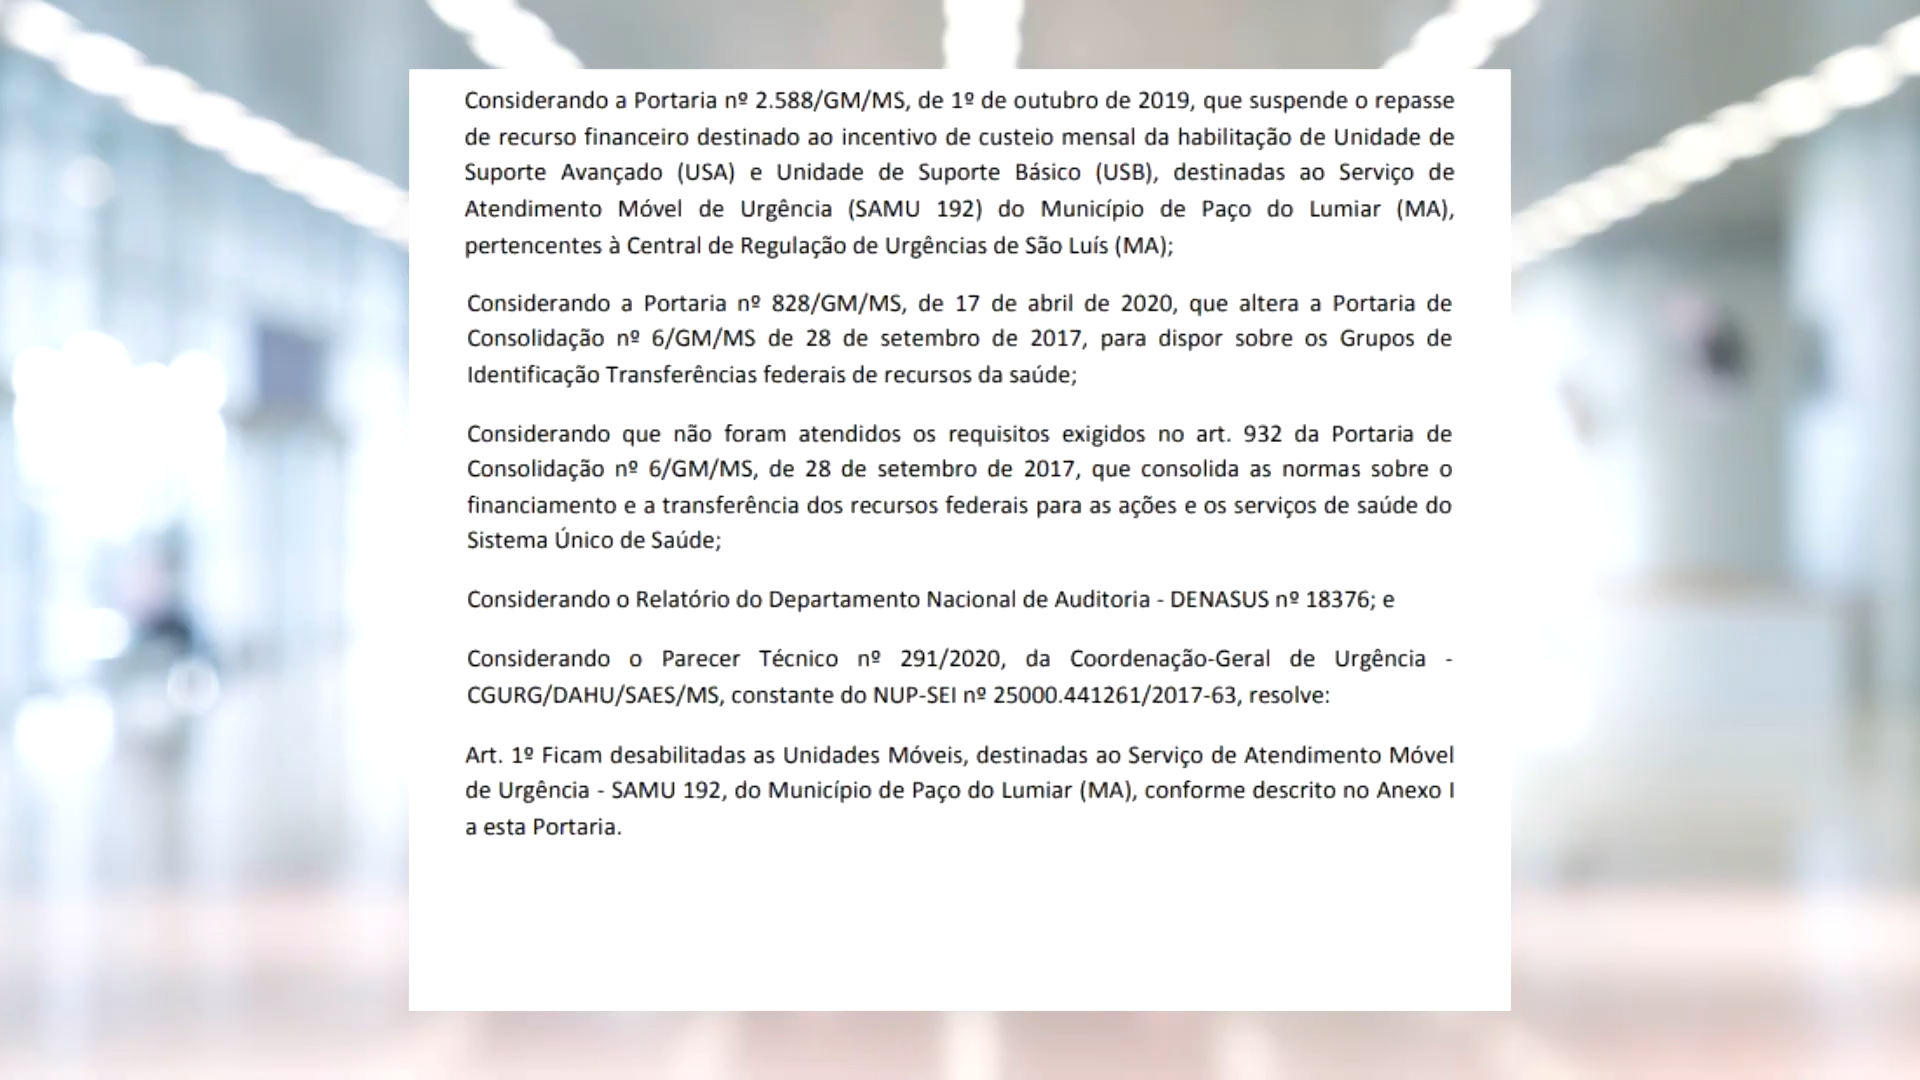 Considerando a Portaria nº 2.588/GM/MS, de 1º de outubro de 2019, que suspende o repasse
de recurso financeiro destinado ao incentivo de custeio mensal da habilitação de Unidade de
Suporte Avançado (USA) e Unidade de Suporte Básico (USB), destinadas ao Serviço de
Atendimento Móvel de Urgência (SAMU 192) do Município de Paço do Lumiar (MA),
pertencentes à Central de Regulação de Urgências de São Luís (MA);
Considerando a Portaria nº 828/GM/MS, de 17 de abril de 2020, que altera a Portaria de
Consolidação nº 6/GM/MS de 28 de setembro de 2017, para dispor sobre os Grupos de
Identificação Transferências federais de recursos da saúde;
Considerando que não foram atendidos os requisitos exigidos no art. 932 da Portaria de
Consolidação nº 6/GM/MS, de 28 de setembro de 2017, que consolida as normas sobre o
financiamento e a transferência dos recursos federais para as ações e os serviços de saúde do
Sistema Único de Saúde;
Considerando o Relatório do Departamento Nacional de Auditoria - DENASUS nº 18376; e
Considerando o Parecer Técnico nº 291/2020, da Coordenação-Geral de Urgência -
CGURG/DAHU/SAES/MS, constante do NUP-SEI nº 25000.441261/2017-63, resolve:
Art. 1º Ficam desabilitadas as Unidades Móveis, destinadas ao Serviço de Atendimento Móvel
de Urgência - SAMU 192, do Município de Paço do Lumiar (MA), conforme descrito no Anexo I
a esta Portaria.